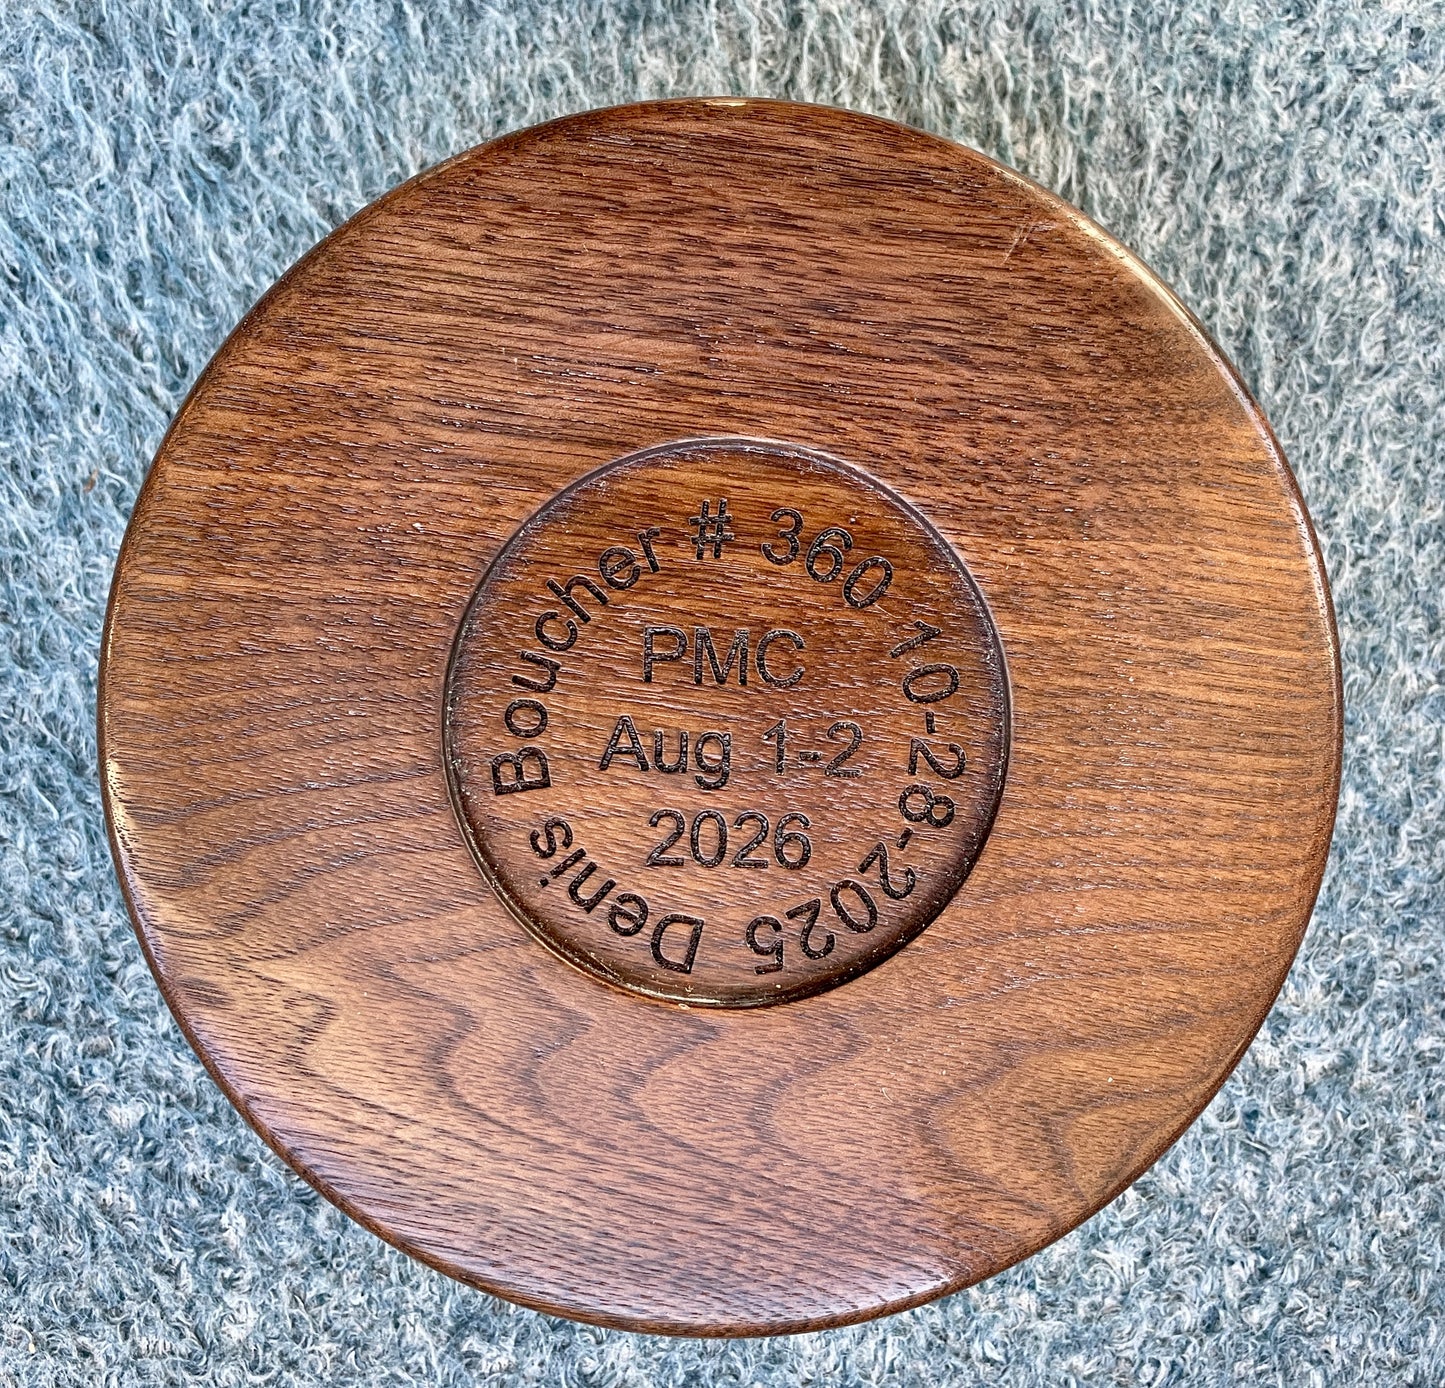 Denis Boucher # 360 10-28-2025
PMC
Aug 1-2
2026